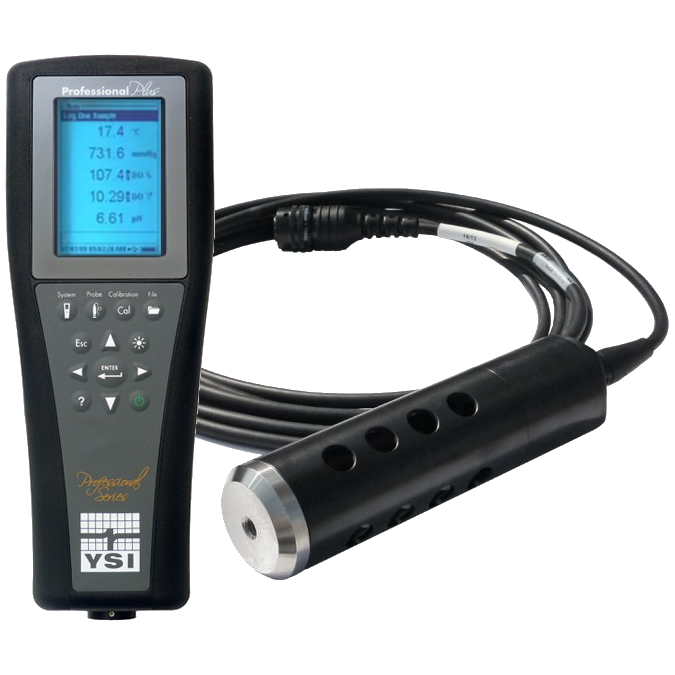 Professional Plus
Log One Sample
17.4 °C
731.6 mmHg
107.4 DO %
10.29 DO
6.61 pH
System Probe Calibration File
Cal
Esc
ENTER
?
Professional
Series
YSI